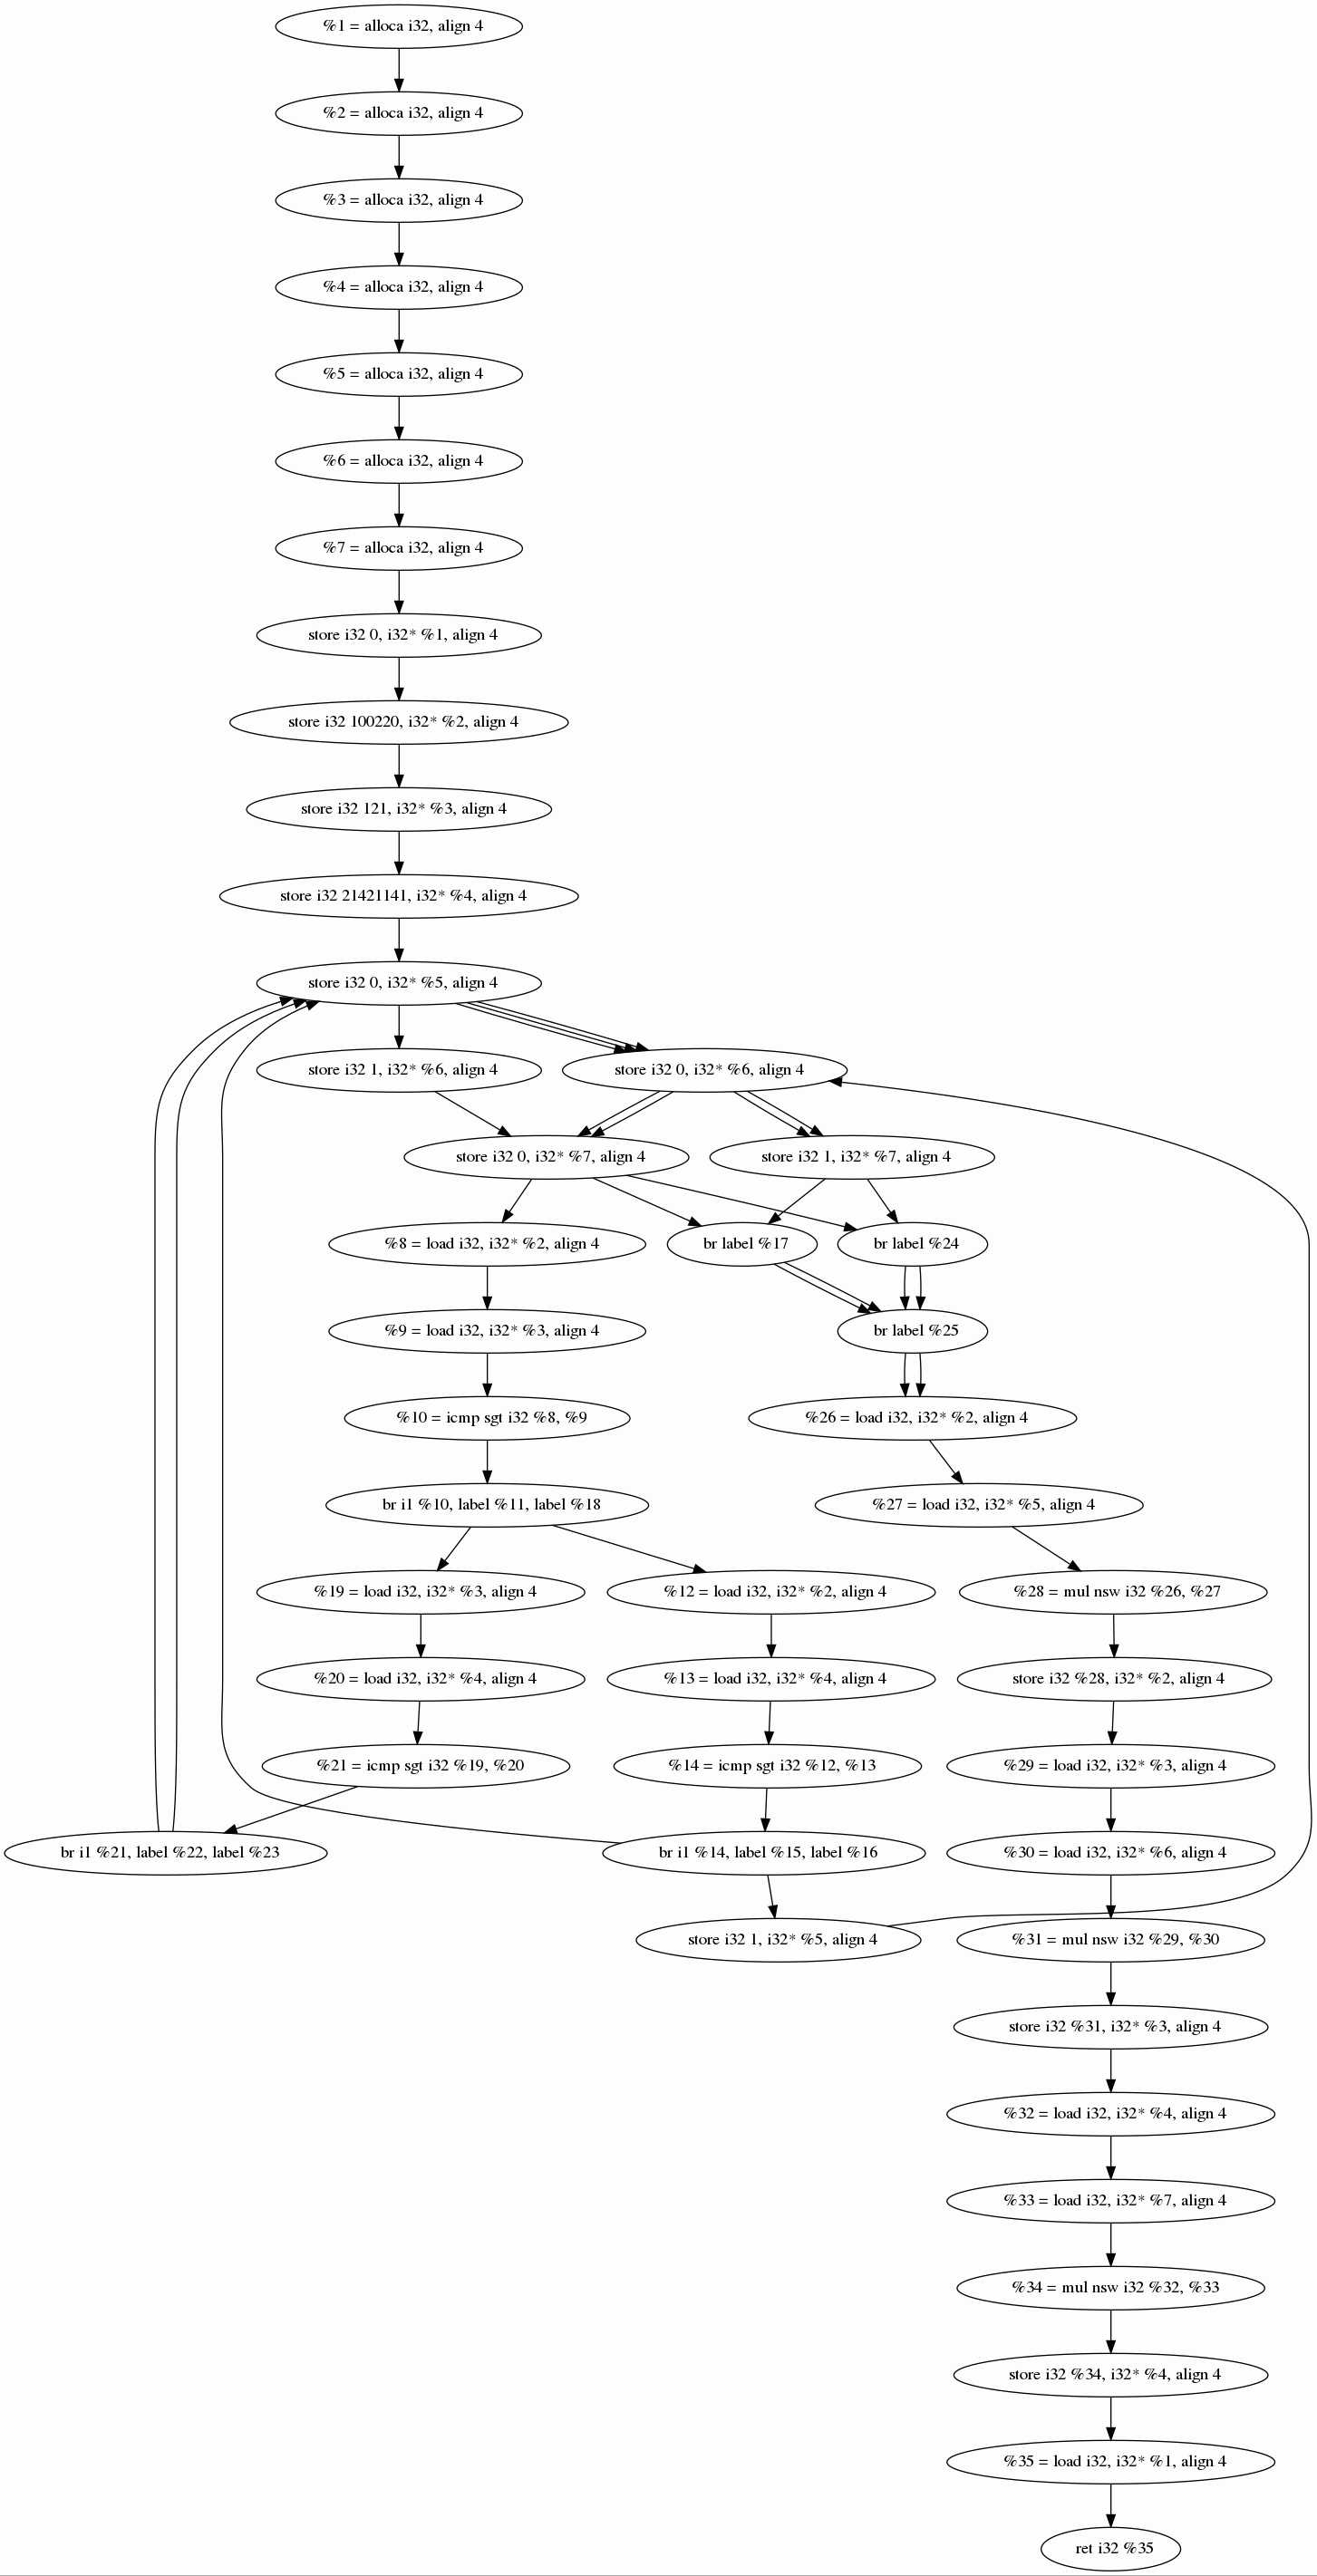 %1 = alloca i32, align 4
%2 = alloca i32, align 4
%3 = alloca i32, align 4
%4 = alloca i32, align 4
%5 = alloca i32, align 4
%6 = alloca i32, align 4
%7 = alloca i32, align 4
store i32 0, i32* %1, align 4
store i32 100220, i32* %2, align 4
store i32 121, i32* %3, align 4
store i32 21421141, i32* %4, align 4
store i32 0, i32* %5, align 4
store i32 1, i32* %6, align 4
store i32 0, i32* %6, align 4
store i32 0, i32* %7, align 4
store i32 1, i32* %7, align 4
%8 = load i32, i32* %2, align 4
br label %17
br label %24
%9 = load i32, i32* %3, align 4
br label %25
%10 = icmp sgt i32 %8, %9
%26 = load i32, i32* %2, align 4
br i1 %10, label %11, label %18
%27 = load i32, i32* %5, align 4
%19 = load i32, i32* %3, align 4
%12 = load i32, i32* %2, align 4
%28 = mul nsw i32 %26, %27
%20 = load i32, i32* %4, align 4
%13 = load i32, i32* %4, align 4
store i32 %28, i32* %2, align 4
%21 = icmp sgt i32 %19, %20
%14 = icmp sgt i32 %12, %13
%29 = load i32, i32* %3, align 4
br i1 %21, label %22, label %23
br i1 %14, label %15, label %16
%30 = load i32, i32* %6, align 4
store i32 1, i32* %5, align 4
%31 = mul nsw i32 %29, %30
store i32 %31, i32* %3, align 4
%32 = load i32, i32* %4, align 4
%33 = load i32, i32* %7, align 4
%34 = mul nsw i32 %32, %33
store i32 %34, i32* %4, align 4
%35 = load i32, i32* %1, align 4
ret i32 %35